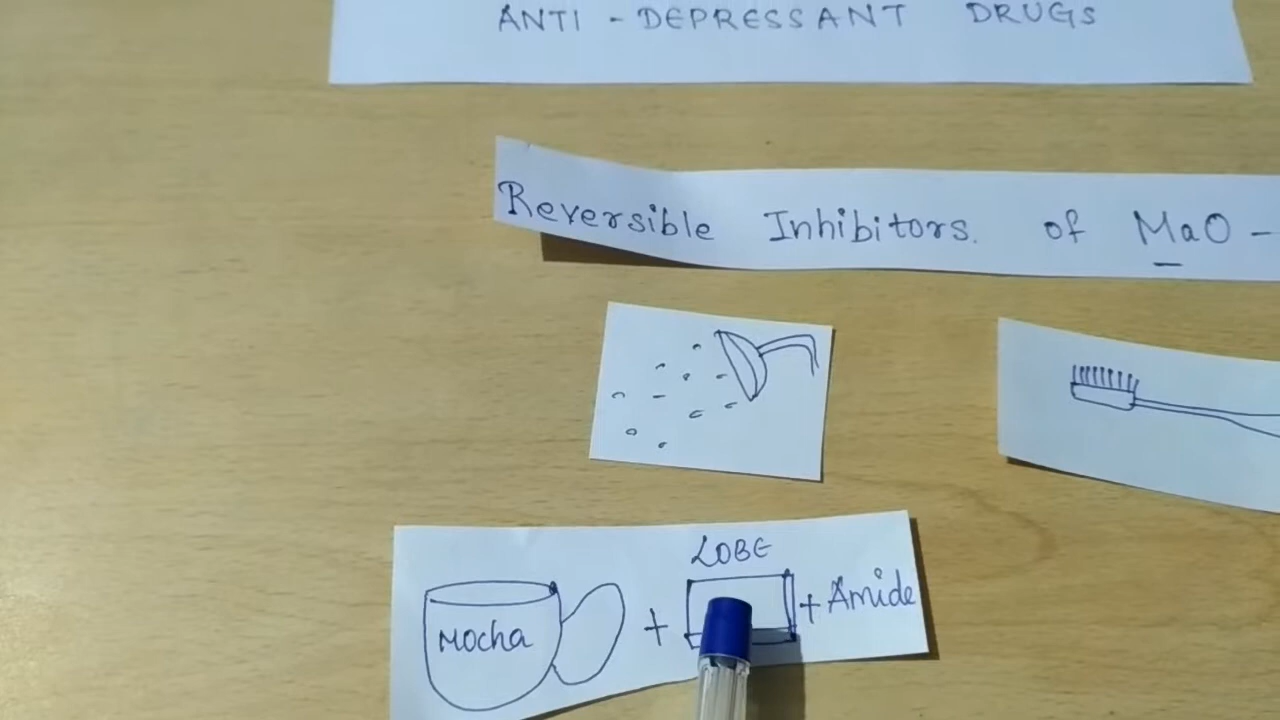 ANTI - DEPRESSANT DRUGS
Reversible Inhibitors. of MaO -
LOBE
Mocha + + Amide